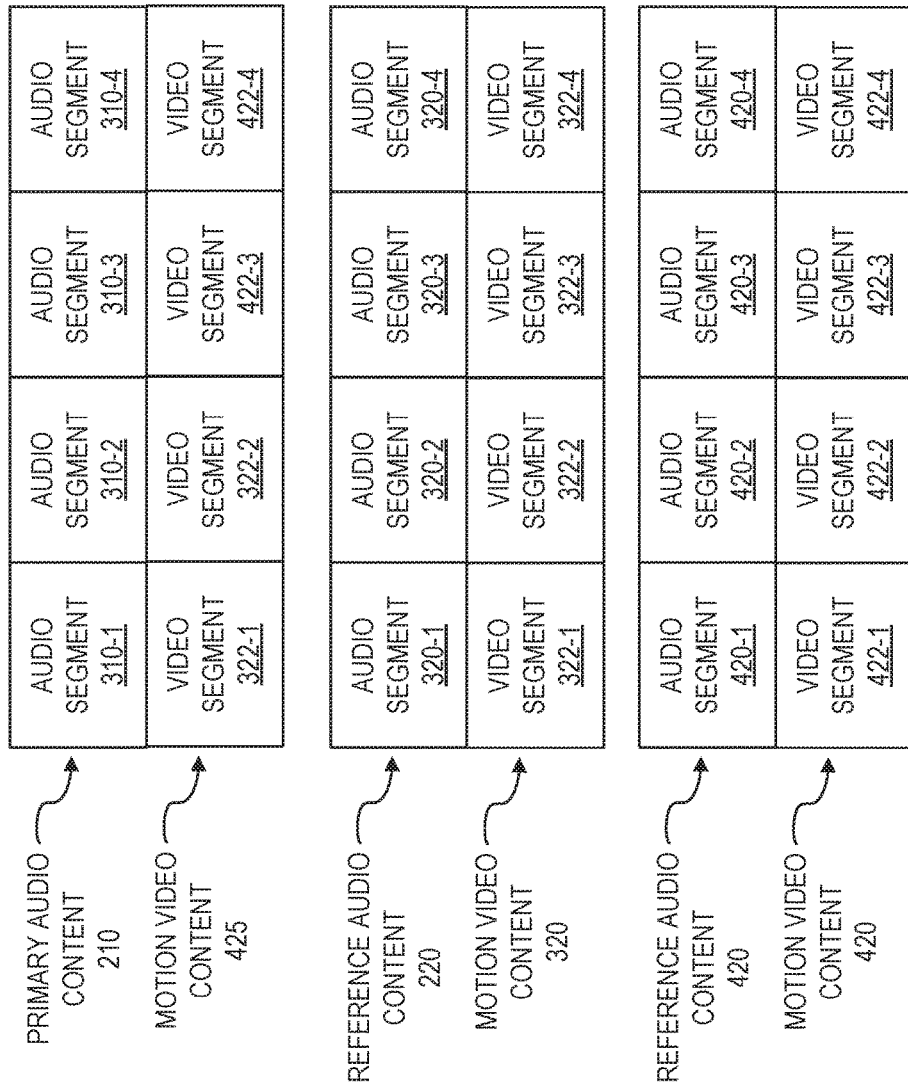 PRIMARY AUDIO
CONTENT
210
AUDIO
SEGMENT
310-1
AUDIO
SEGMENT
310-2
AUDIO
SEGMENT
310-3
AUDIO
SEGMENT
310-4
MOTION VIDEO
CONTENT
425
VIDEO
SEGMENT
322-1
VIDEO
SEGMENT
322-2
VIDEO
SEGMENT
422-3
VIDEO
SEGMENT
422-4
REFERENCE AUDIO
CONTENT
220
AUDIO
SEGMENT
320-1
AUDIO
SEGMENT
320-2
AUDIO
SEGMENT
320-3
AUDIO
SEGMENT
320-4
MOTION VIDEO
CONTENT
320
VIDEO
SEGMENT
322-1
VIDEO
SEGMENT
322-2
VIDEO
SEGMENT
322-3
VIDEO
SEGMENT
322-4
REFERENCE AUDIO
CONTENT
420
AUDIO
SEGMENT
420-1
AUDIO
SEGMENT
420-2
AUDIO
SEGMENT
420-3
AUDIO
SEGMENT
420-4
MOTION VIDEO
CONTENT
420
VIDEO
SEGMENT
422-1
VIDEO
SEGMENT
422-2
VIDEO
SEGMENT
422-3
VIDEO
SEGMENT
422-4